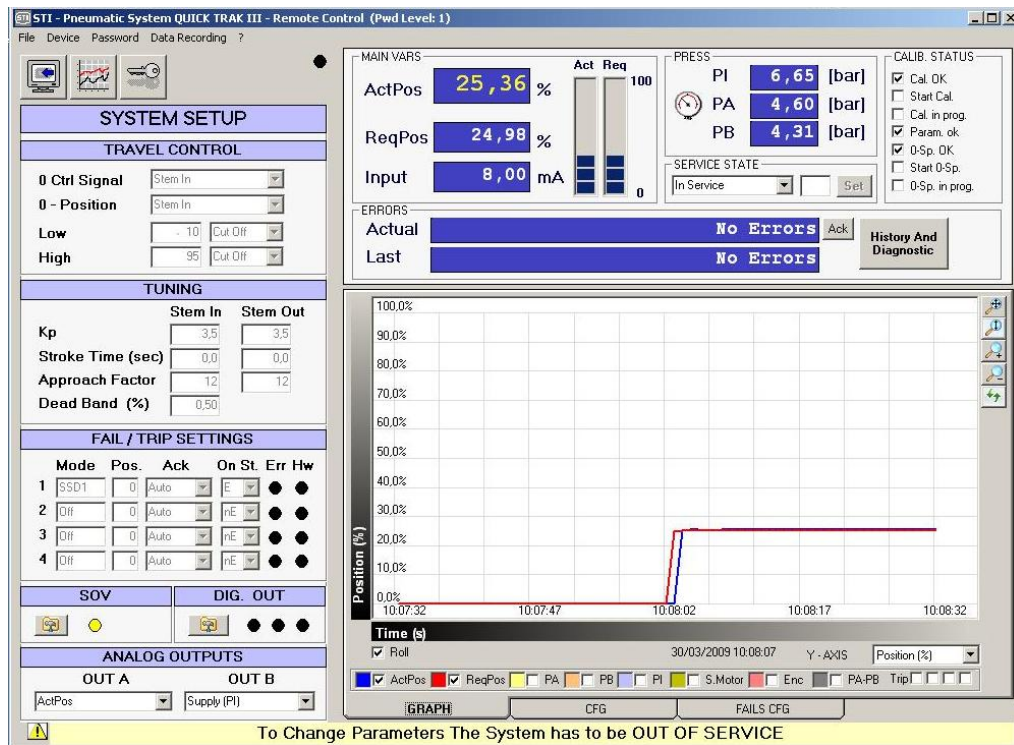 STI - Pneumatic System QUICK TRAK III - Remote Control (Pwd Level: 1)
File Device Password Data Recording ?
SYSTEM SETUP
TRAVEL CONTROL
0 Ctrl Signal Stem In
0 - Position Stem In
Low - 10 Cut Off
High 95 Cut Off
TUNING
Stem In Stem Out
Kp 3,5 3,5
Stroke Time (sec) 0,0 0,0
Approach Factor 12 12
Dead Band (%) 0,50
FAIL / TRIP SETTINGS
Mode Pos. Ack On St. Err Hw
1 SSD1 0 Auto E
2 Off 0 Auto nE
3 Off 0 Auto nE
4 Off 0 Auto nE
SOV DIG. OUT
ANALOG OUTPUTS
OUT A OUT B
ActPos Supply (PI)
MAIN VARS
Act Req
ActPos 25,36 % 100
ReqPos 24,98 %
Input 8,00 mA 0
PRESS
PI 6,65 [bar]
PA 4,60 [bar]
PB 4,31 [bar]
SERVICE STATE
In Service Set
CALIB. STATUS
Cal. OK
Start Cal.
Cal. in prog.
Param. ok
0-Sp. OK
Start 0-Sp.
0-Sp. in prog.
ERRORS
Actual No Errors Ack
Last No Errors
History And
Diagnostic
100,0%
90,0%
80,0%
70,0%
60,0%
50,0%
40,0%
30,0%
20,0%
10,0%
0,0%
Position (%)
10:07:32 10:07:47 10:08:02 10:08:17 10:08:32
Time (s)
Roll 30/03/2009 10:08:07 Y - AXIS Position (%)
ActPos ReqPos PA PB PI S.Motor Enc PA-PB Trip
GRAPH CFG FAILS CFG
To Change Parameters The System has to be OUT OF SERVICE